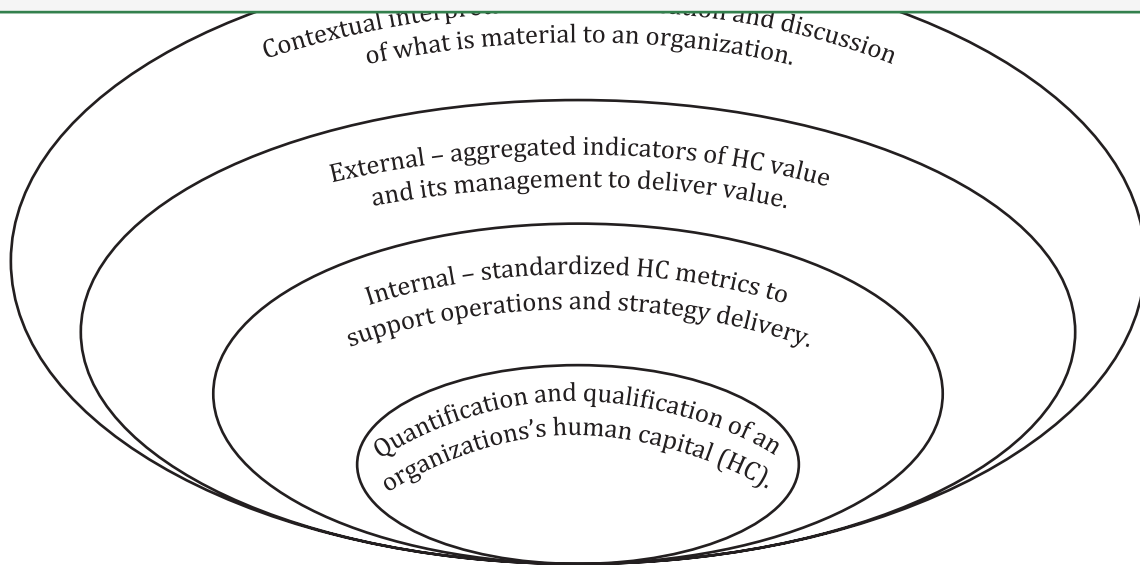 Contextual and discussion
of what is material to an organization.
External – aggregated indicators of HC value
and its management to deliver value.
Internal – standardized HC metrics to
support operations and strategy delivery.
Quantification and qualification of an
organizations’s human capital (HC).